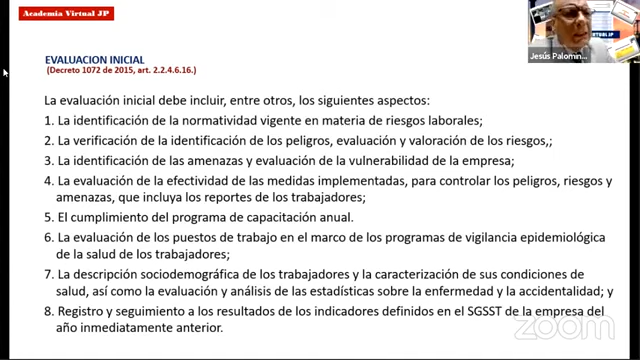 Academia Virtual JP
EVALUACION INICIAL
(Decreto 1072 de 2015, art. 2.2.4.6.16.)
La evaluación inicial debe incluir, entre otros, los siguientes aspectos:
1. La identificación de la normatividad vigente en materia de riesgos laborales;
2. La verificación de la identificación de los peligros, evaluación y valoración de los riesgos,;
3. La identificación de las amenazas y evaluación de la vulnerabilidad de la empresa;
4. La evaluación de la efectividad de las medidas implementadas, para controlar los peligros, riesgos y
amenazas, que incluya los reportes de los trabajadores;
5. El cumplimiento del programa de capacitación anual.
6. La evaluación de los puestos de trabajo en el marco de los programas de vigilancia epidemiológica
de la salud de los trabajadores;
7. La descripción sociodemográfica de los trabajadores y la caracterización de sus condiciones de
salud, así como la evaluación y análisis de las estadísticas sobre la enfermedad y la accidentalidad; y
8. Registro y seguimiento a los resultados de los indicadores definidos en el SGSST de la empresa del
año inmediatamente anterior.
Jesús Palomin...
zoom